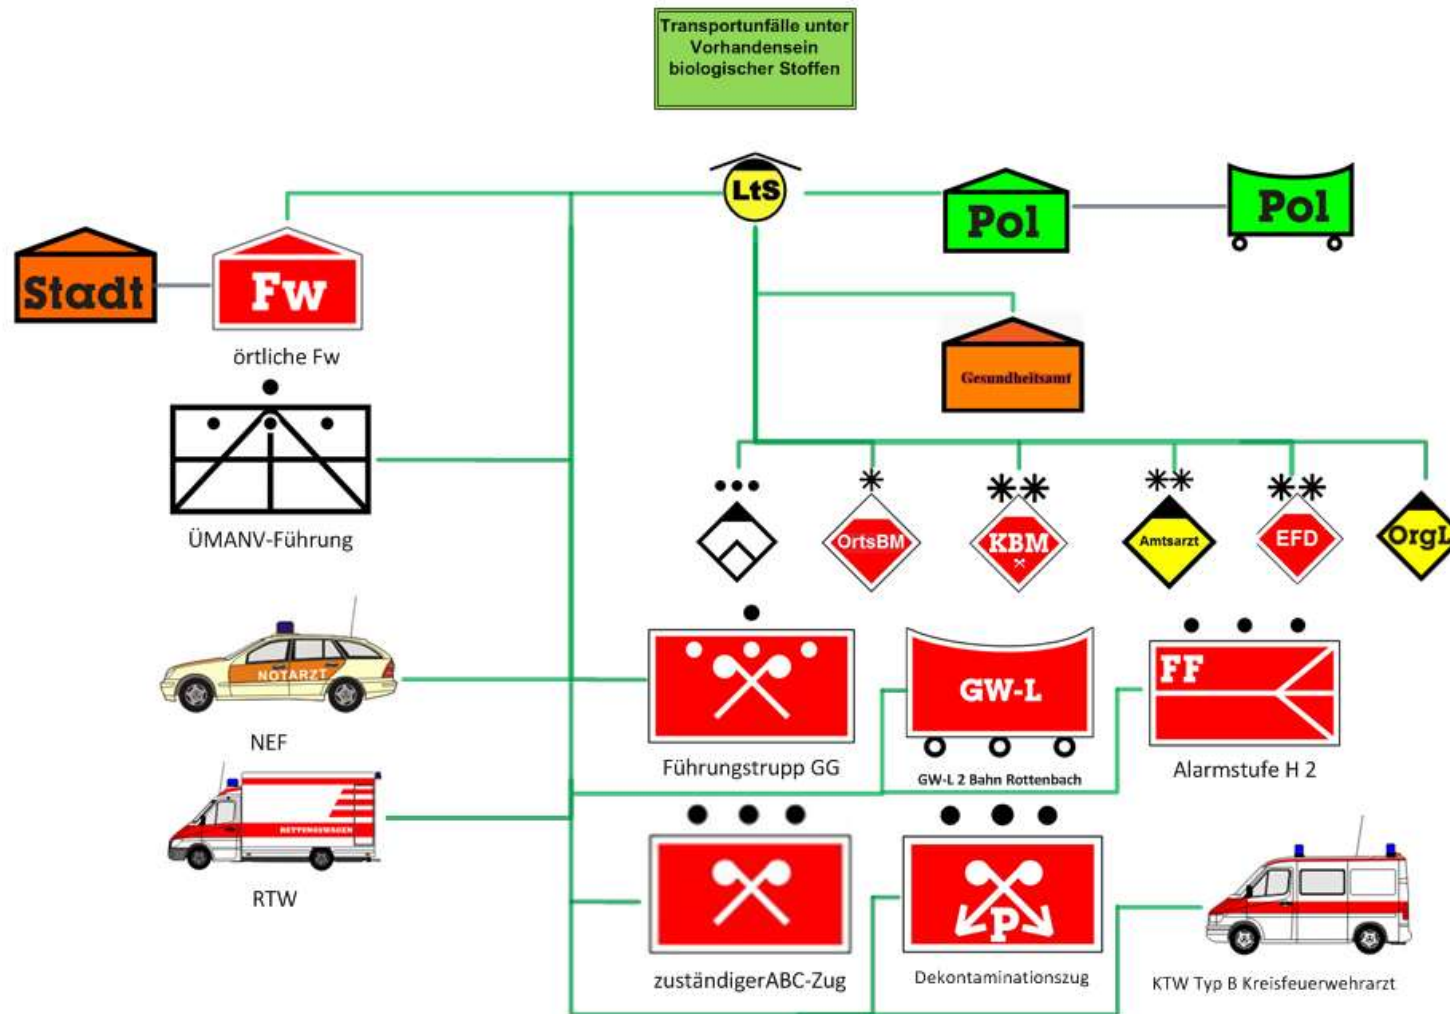 Transportunfälle unter
Vorhandensein
biologischer Stoffen
LtS
Pol
Pol
Stadt
Fw
örtliche Fw
Gesundheitsamt
ÜMANV-Führung
OrtsBM
KBM
Amtsarzt
EFD
OrgL
NOTARZT
NEF
Führungstrupp GG
GW-L
GW-L 2 Bahn Rottenbach
FF
Alarmstufe H 2
RETTUNGSWAGEN
RTW
zuständigerABC-Zug
P
Dekontaminationszug
KTW Typ B Kreisfeuerwehrarzt